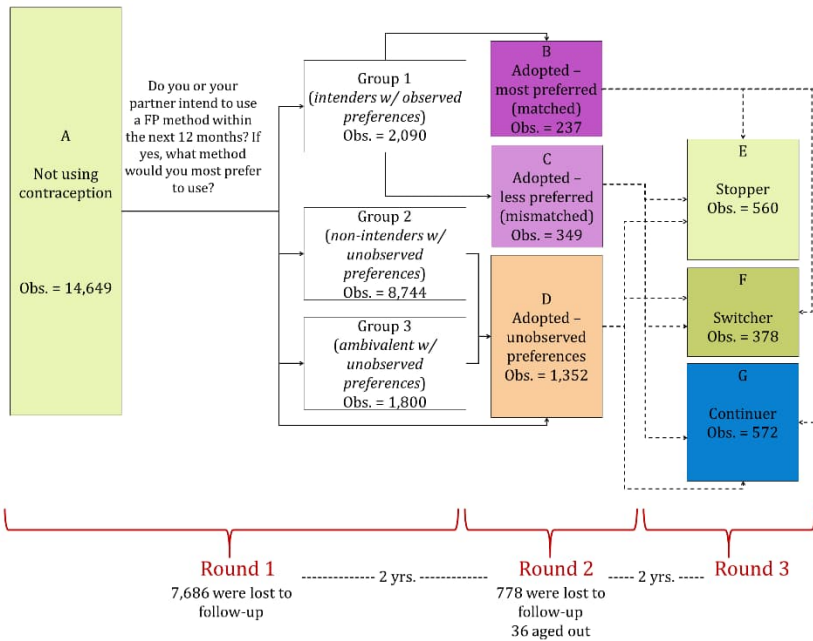 A
Not using
contraception
Obs. = 14,649
Do you or your
partner intend to use
a FP method within
the next 12 months? If
yes, what method
would you most prefer
to use?
Group 1
(intenders w/ observed
preferences)
Obs. = 2,090
Group 2
(non-intenders w/
unobserved
preferences)
Obs. = 8,744
Group 3
(ambivalent w/
unobserved
preferences)
Obs. = 1,800
B
Adopted –
most preferred
(matched)
Obs. = 237
C
Adopted –
less preferred
(mismatched)
Obs. = 349
D
Adopted –
unobserved
preferences
Obs. = 1,352
E
Stopper
Obs. = 560
F
Switcher
Obs. = 378
G
Continuer
Obs. = 572
Round 1
7,686 were lost to
follow-up
2 yrs.
Round 2
778 were lost to
follow-up
36 aged out
2 yrs.
Round 3